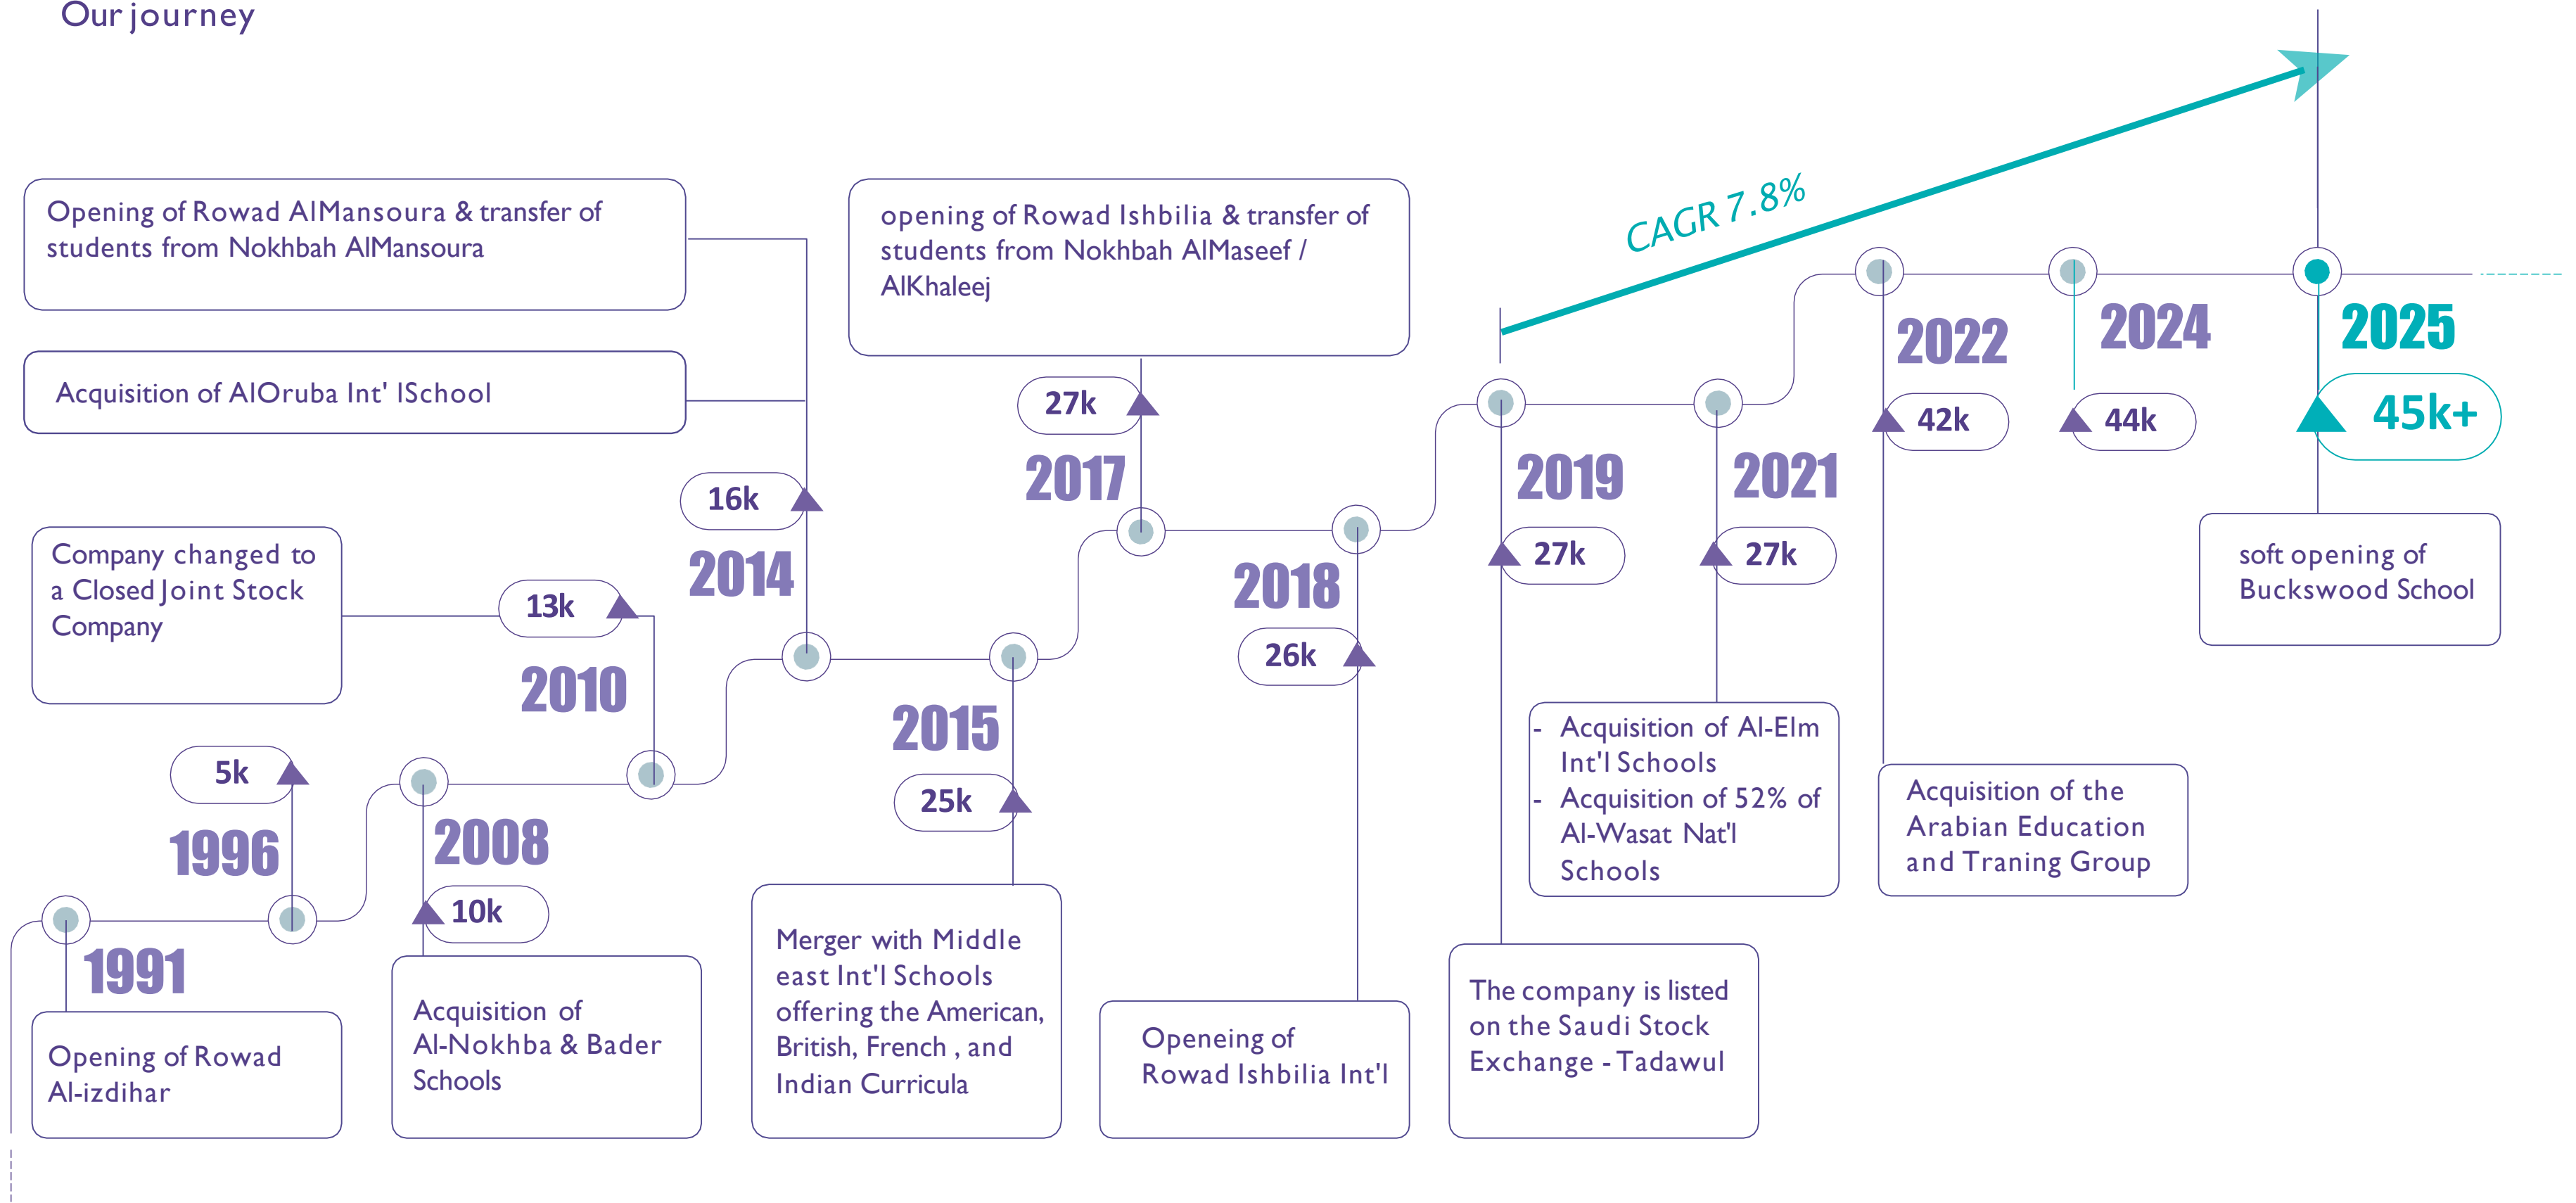 Our journey
Opening of Rowad AlMansoura & transfer of
students from Nokhbah AlMansoura
Acquisition of AlOruba Int' lSchool
opening of Rowad Ishbilia & transfer of
students from Nokhbah AlMaseef /
AlKhaleej
CAGR 7.8%
Company changed to
a Closed Joint Stock
Company
5k
1996
1991
Opening of Rowad
Al-izdihar
2008
10k
Acquisition of
Al-Nokhba & Bader
Schools
13k
2010
16k
2014
2015
25k
Merger with Middle
east Int'l Schools
offering the American,
British, French , and
Indian Curricula
27k
2017
2018
26k
Openeing of
Rowad Ishbilia Int'l
2019
27k
The company is listed
on the Saudi Stock
Exchange - Tadawul
2021
27k
- Acquisition of Al-Elm
Int'l Schools
- Acquisition of 52% of
Al-Wasat Nat'l
Schools
2022
42k
Acquisition of the
Arabian Education
and Traning Group
2024
44k
2025
45k+
soft opening of
Buckswood School